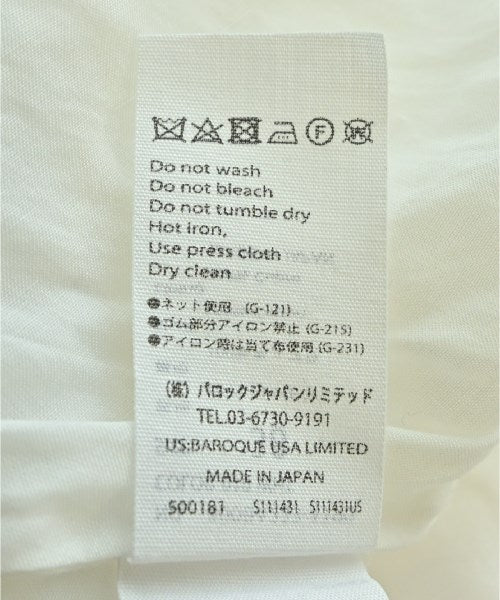 F W
Do not wash
Do not bleach
Do not tumble dry
Hot iron,
Use press cloth
Dry clean
●ネット使用 (G-121)
●ゴム部分アイロン禁止 (G-215)
●アイロン時は当て布使用 (G-231)
(株) バロックジャパンリミテッド
TEL.03-6730-9191
US:BAROQUE USA LIMITED
MADE IN JAPAN
500181 S111431 S111431US